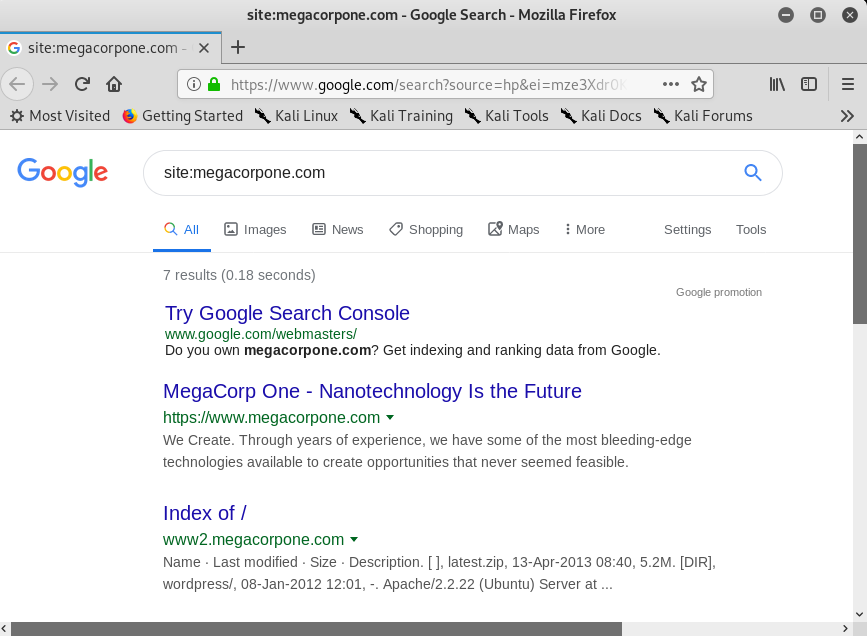 site:megacorpone.com - Google Search - Mozilla Firefox
site:megacorpone.com -
https://www.google.com/search?source=hp&ei=mze3Xdr0K
Most Visited Getting Started Kali Linux Kali Training Kali Tools Kali Docs Kali Forums
Google site:megacorpone.com
All Images News Shopping Maps More Settings Tools
7 results (0.18 seconds)
Google promotion
Try Google Search Console
www.google.com/webmasters/
Do you own megacorpone.com? Get indexing and ranking data from Google.
MegaCorp One - Nanotechnology Is the Future
https://www.megacorpone.com
We Create. Through years of experience, we have some of the most bleeding-edge
technologies available to create opportunities that never seemed feasible.
Index of /
www2.megacorpone.com
Name · Last modified · Size · Description. [ ], latest.zip, 13-Apr-2013 08:40, 5.2M. [DIR],
wordpress/, 08-Jan-2012 12:01, -. Apache/2.2.22 (Ubuntu) Server at ...